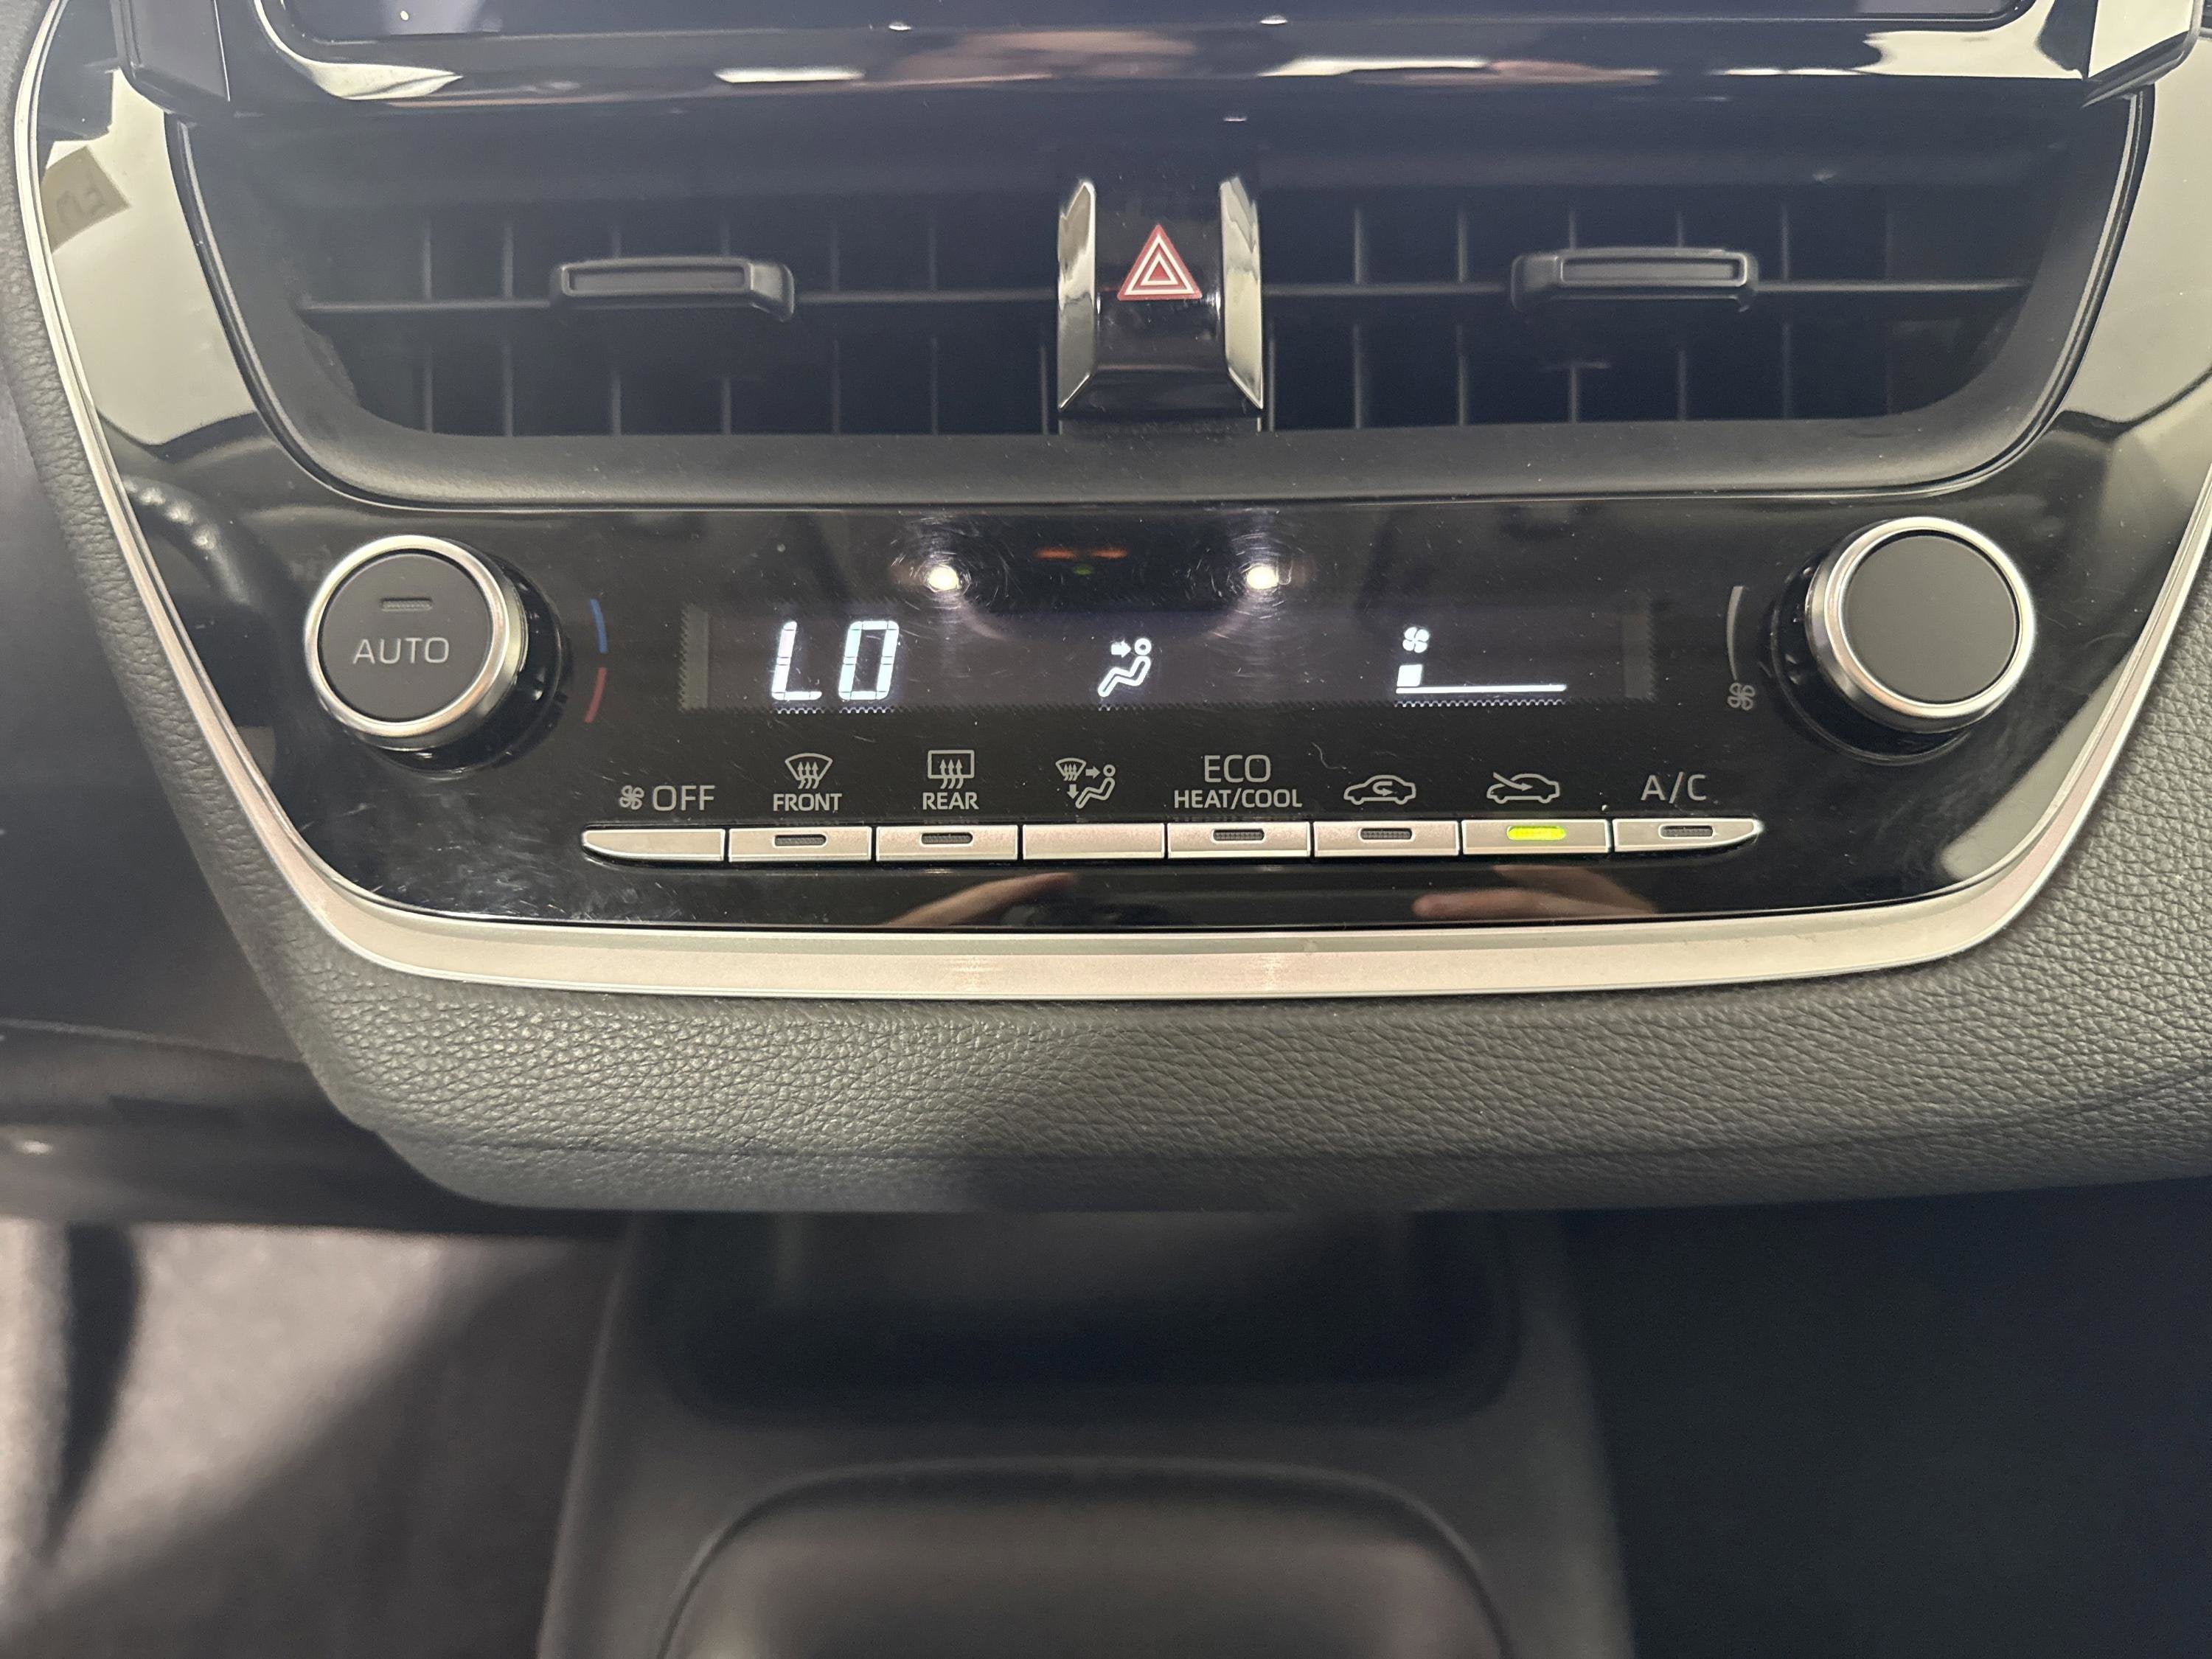 AUTO
LO
OFF
FRONT
REAR
ECO
HEAT/COOL
A/C